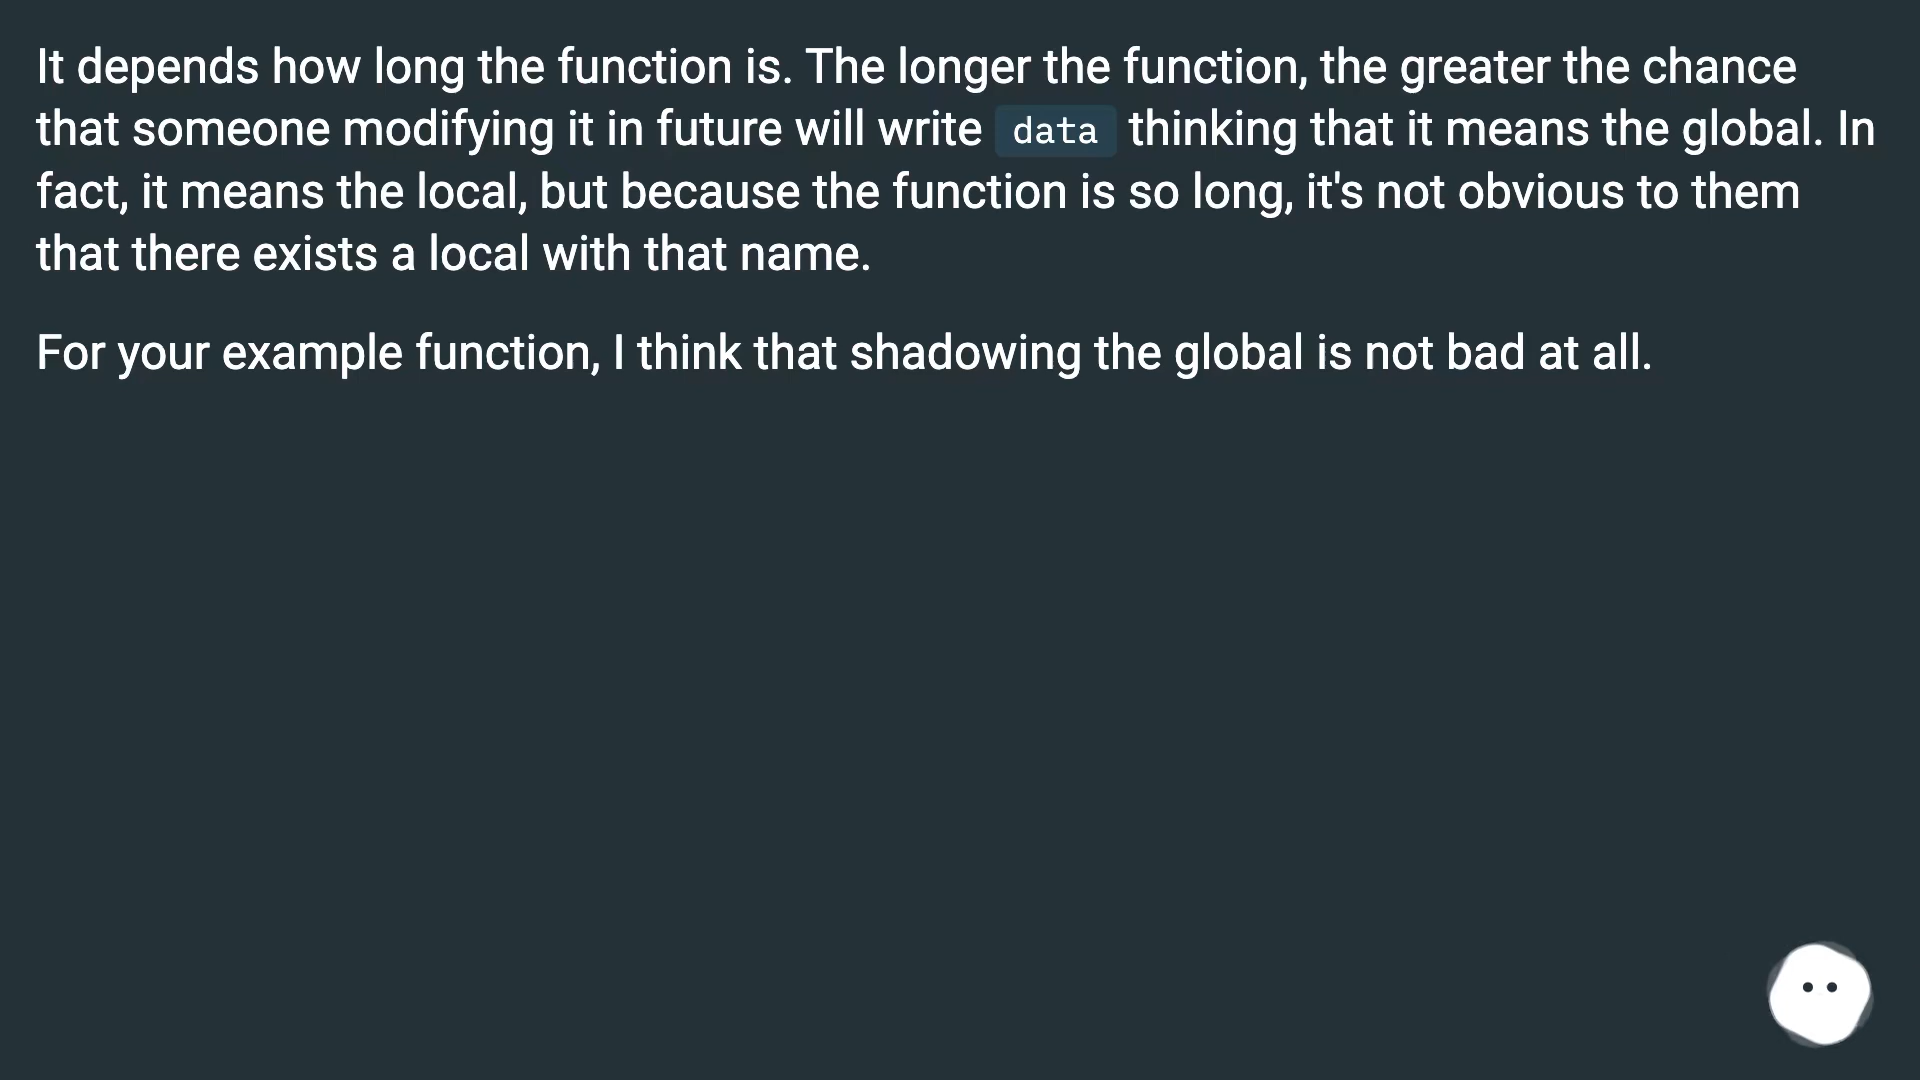 It depends how long the function is. The longer the function, the greater the chance
that someone modifying it in future will write data thinking that it means the global. In
fact, it means the local, but because the function is so long, it's not obvious to them
that there exists a local with that name.
For your example function, I think that shadowing the global is not bad at all.